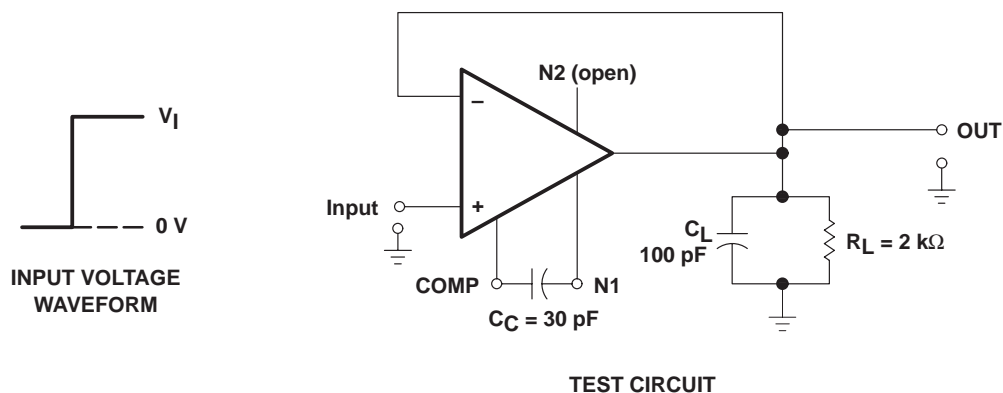 VI
0 V
INPUT VOLTAGE
WAVEFORM
N2 (open)
−
+
Input
COMP
N1
CC = 30 pF
OUT
CL
100 pF
RL = 2 kΩ
TEST CIRCUIT